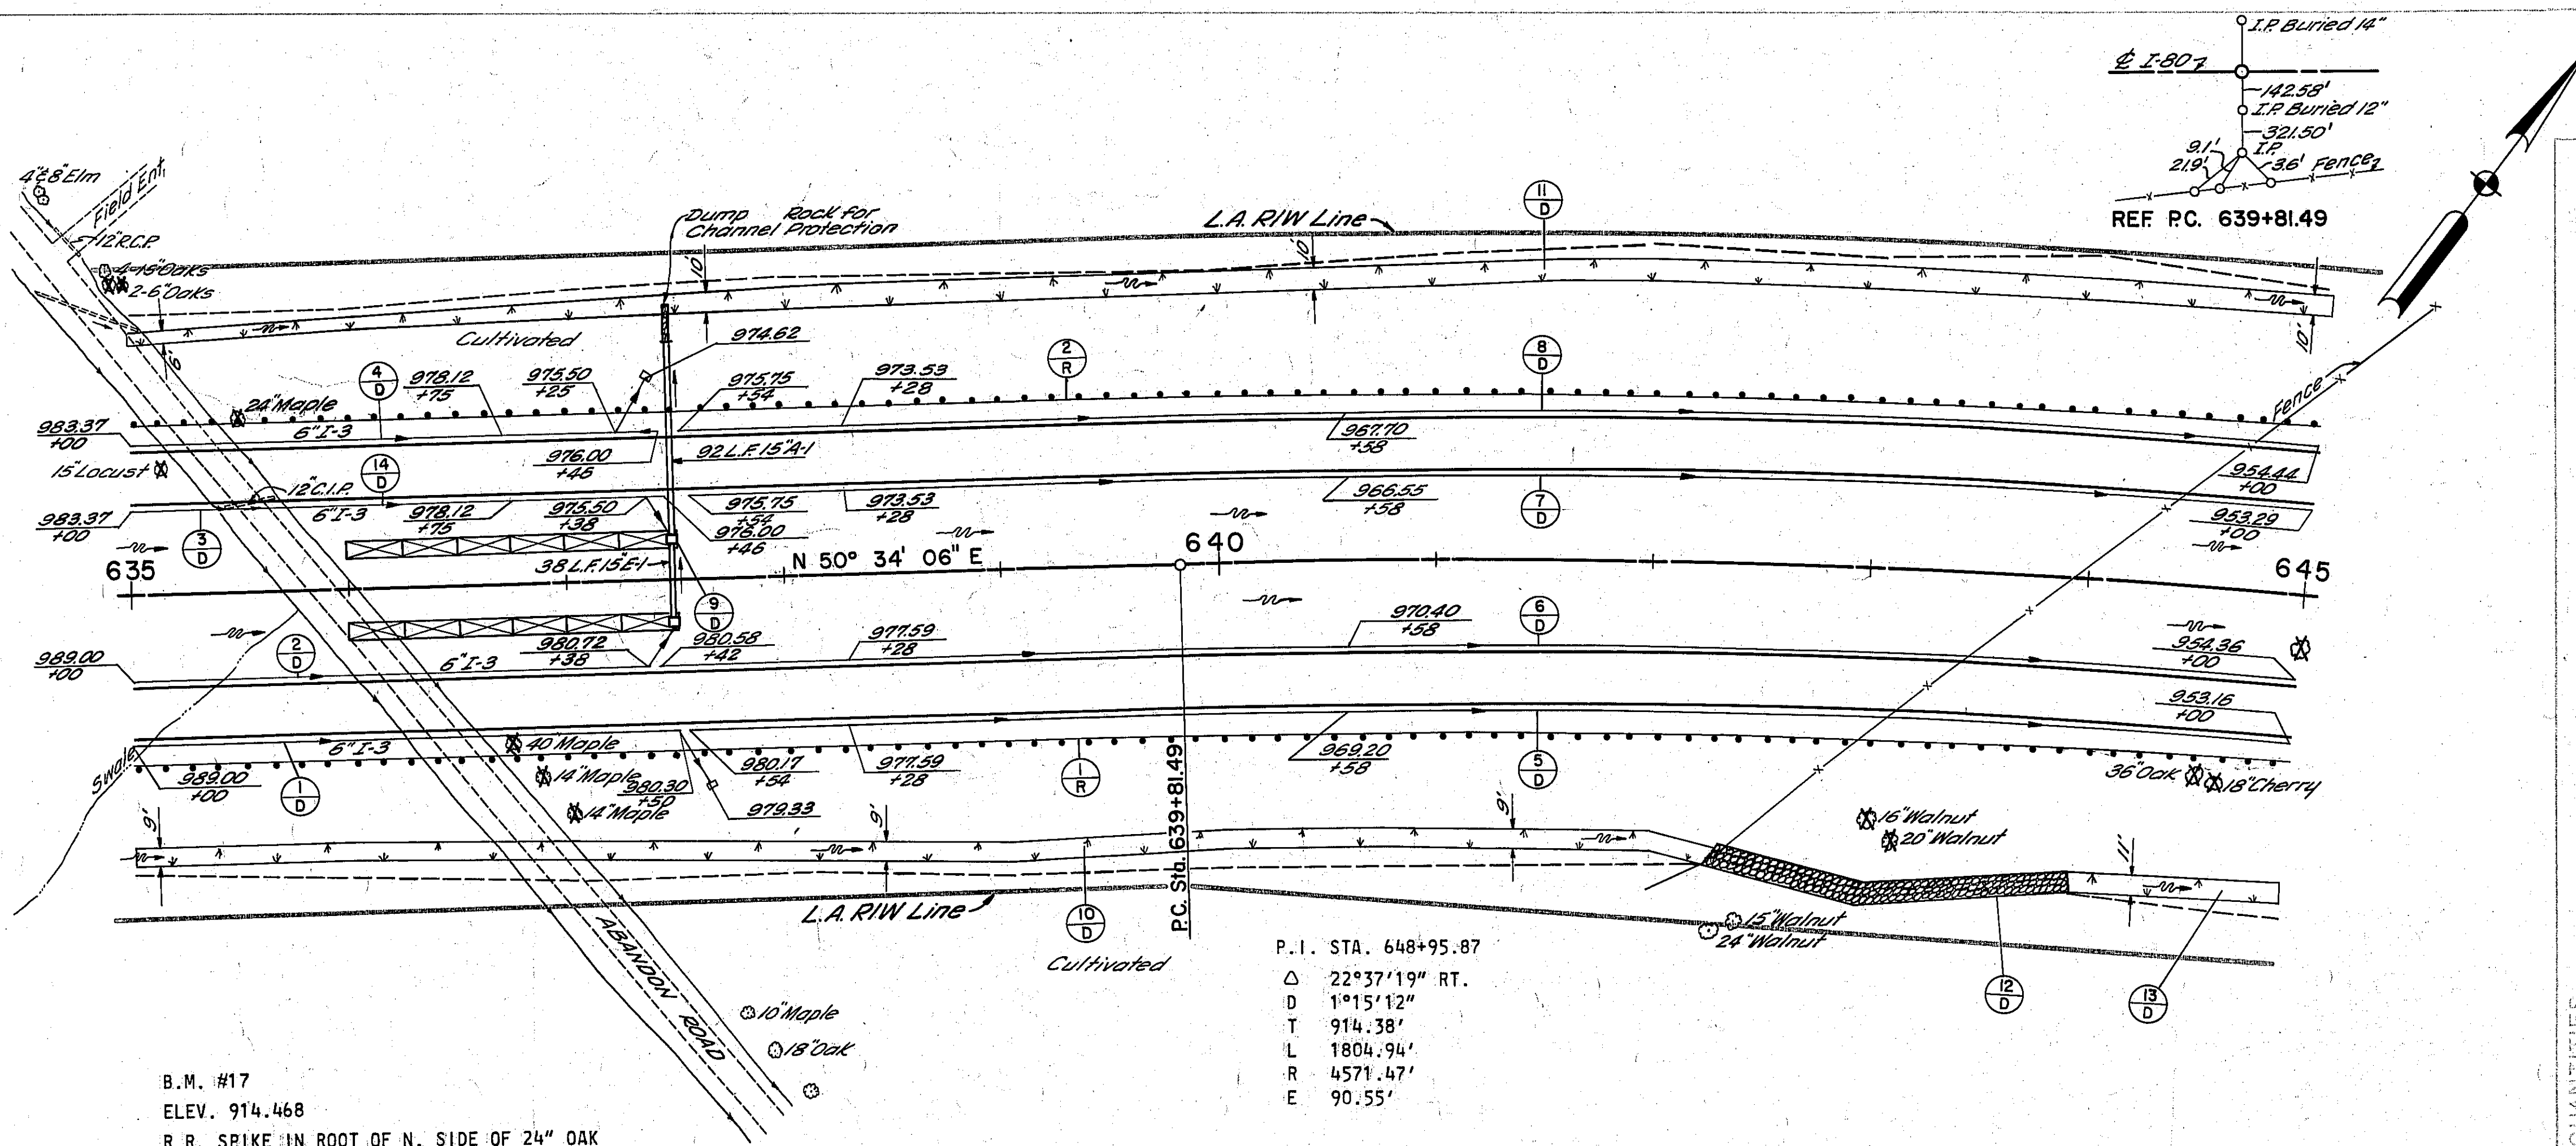 I.P. Buried 14"
℄ I-80
142.58'
I.P. Buried 12"
321.50'
9.1'
I.P.
21.9'
36'
Fence
REF. P.C. 639+81.49
4"&8" Elm
Field Ent.
12" R.C.P.
4-15" Oaks
2-6" Oaks
Dump Rock for
Channel Protection
L.A. R/W Line
11
D
10'
10'
10'
6'
Cultivated
974.62
2
R
8
D
4
D
978.12
+75
975.50
+25
975.75
+54
973.53
+28
24" Maple
Fence
983.37
+00
6" I-3
967.70
+58
976.00
+46
92 L.F. 15" A-1
15" Locust
14
D
954.44
+00
12" C.I.P.
6" I-3
978.12
+75
975.50
+38
975.75
+54
973.53
+28
966.55
+58
7
D
983.37
+00
3
D
976.00
+46
953.29
+00
635
38 L.F. 15" E-1
N 50° 34' 06" E
640
645
9
D
2
D
980.72
+38
980.58
+42
977.59
+28
970.40
+58
6
D
989.00
+00
6" I-3
954.36
+00
953.16
+00
6" I-3
40" Maple
Swale
989.00
+00
1
D
14" Maple
980.30
+50
980.17
+54
977.59
+28
1
R
969.20
+58
5
D
36" Oak
18" Cherry
14" Maple
979.33
P.C. Sta. 639+81.49
16" Walnut
20" Walnut
9'
9'
9'
11'
L.A. R/W Line
10
D
15" Walnut
24" Walnut
ABANDON ROAD
Cultivated
12
D
13
D
10" Maple
18" Oak
P.I. STA. 648+95.87
Δ 22°37'19" RT.
D 1°15'12"
T 914.38'
L 1804.94'
R 4571.47'
E 90.55'
B.M. #17
ELEV. 914.468
R.R. SPIKE IN ROOT OF N. SIDE OF 24" OAK